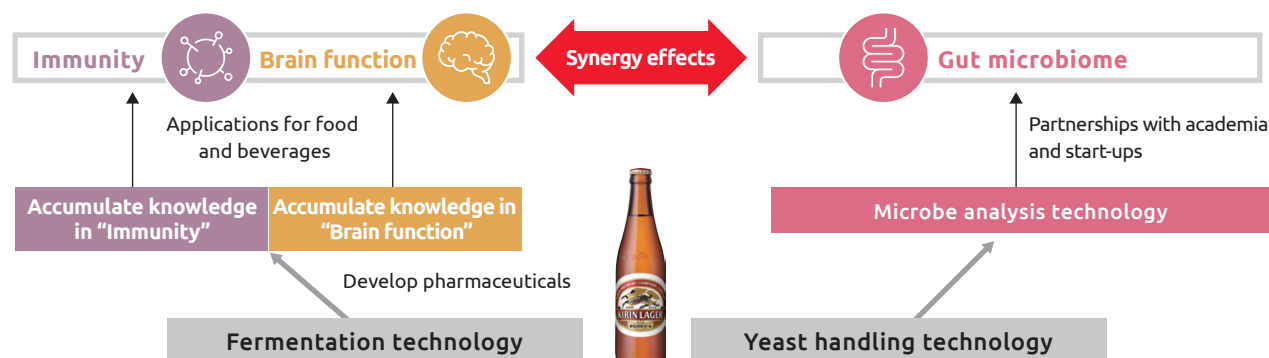 Immunity
Brain function
Synergy effects
Gut microbiome
Applications for food
and beverages
Partnerships with academia
and start-ups
Accumulate knowledge
in “Immunity”
Accumulate knowledge in
“Brain function”
Microbe analysis technology
Develop pharmaceuticals
KIRIN LAGER
Fermentation technology
Yeast handling technology